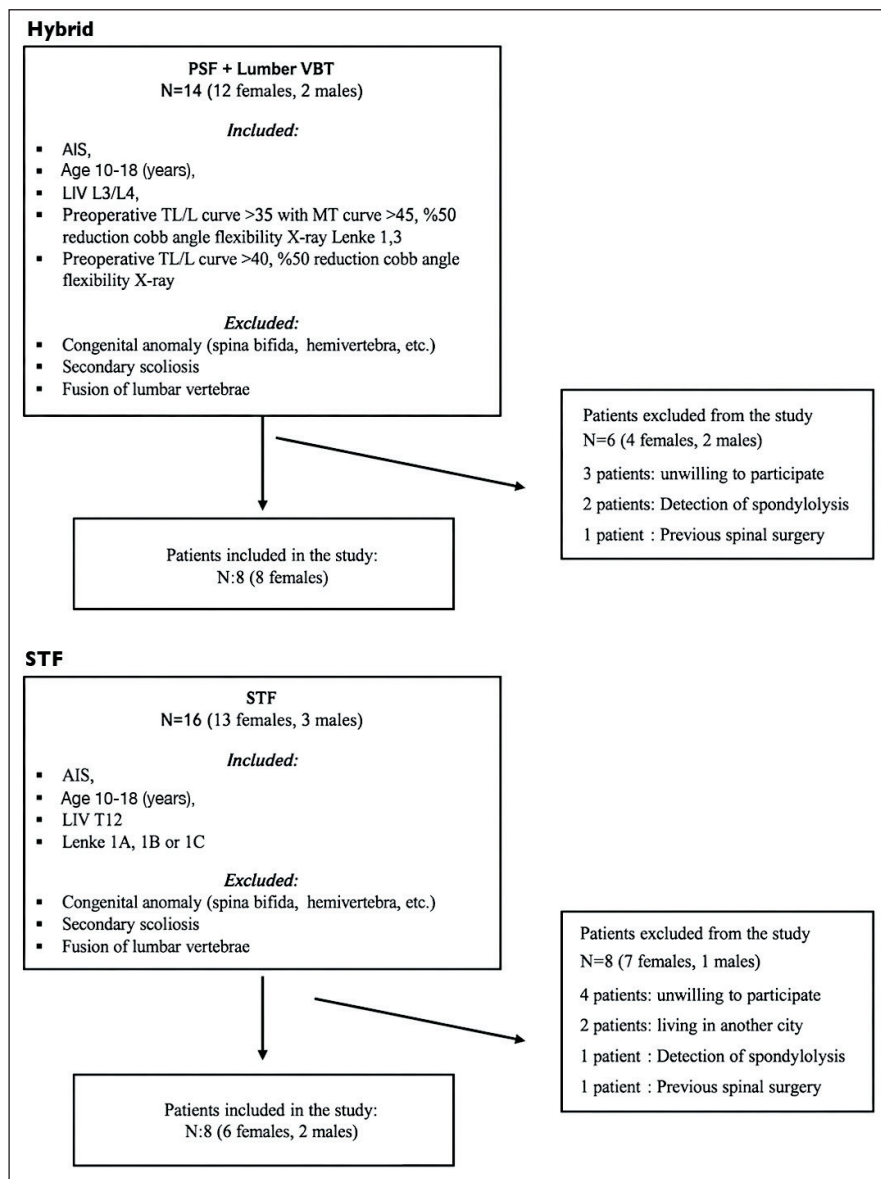 Hybrid
PSF + Lumber VBT
N=14 (12 females, 2 males)
Included:
▪ AIS,
▪ Age 10-18 (years),
▪ LIV L3/L4,
▪ Preoperative TL/L curve >35 with MT curve >45, %50
reduction cobb angle flexibility X-ray Lenke 1,3
▪ Preoperative TL/L curve >40, %50 reduction cobb angle
flexibility X-ray
Excluded:
▪ Congenital anomaly (spina bifida, hemivertebra, etc.)
▪ Secondary scoliosis
▪ Fusion of lumbar vertebrae
Patients excluded from the study
N=6 (4 females, 2 males)
3 patients: unwilling to participate
2 patients: Detection of spondylolysis
1 patient : Previous spinal surgery
Patients included in the study:
N:8 (8 females)
STF
STF
N=16 (13 females, 3 males)
Included:
▪ AIS,
▪ Age 10-18 (years),
▪ LIV T12
▪ Lenke 1A, 1B or 1C
Excluded:
▪ Congenital anomaly (spina bifida, hemivertebra, etc.)
▪ Secondary scoliosis
▪ Fusion of lumbar vertebrae
Patients excluded from the study
N=8 (7 females, 1 males)
4 patients: unwilling to participate
2 patients: living in another city
1 patient : Detection of spondylolysis
1 patient : Previous spinal surgery
Patients included in the study:
N:8 (6 females, 2 males)